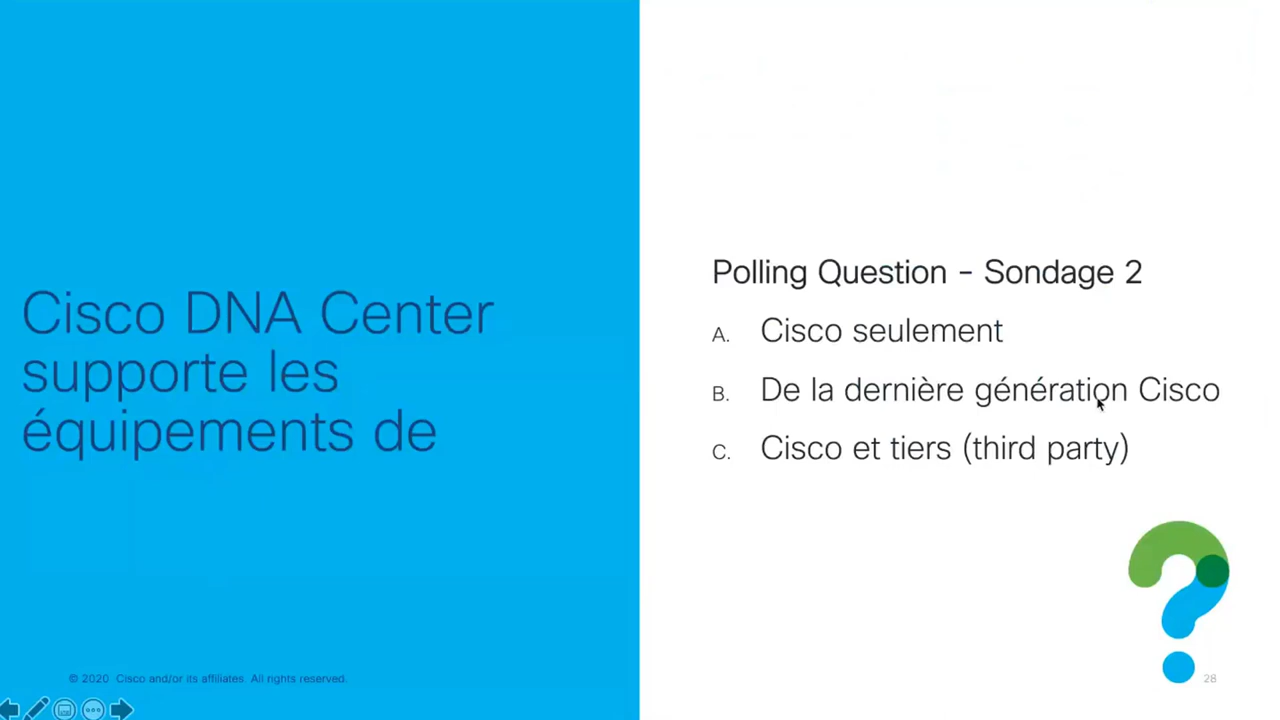 Cisco DNA Center
supporte les
équipements de
Polling Question - Sondage 2
A. Cisco seulement
B. De la dernière génération Cisco
C. Cisco et tiers (third party)
© 2020 Cisco and/or its affiliates. All rights reserved.
28